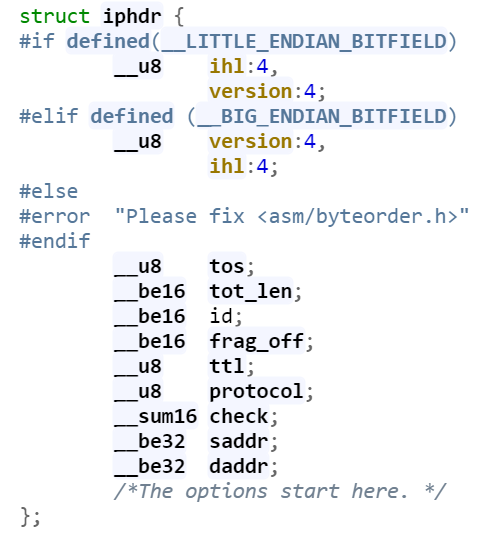 struct iphdr {
#if defined(__LITTLE_ENDIAN_BITFIELD)
        __u8    ihl:4,
                version:4;
#elif defined (__BIG_ENDIAN_BITFIELD)
        __u8    version:4,
                ihl:4;
#else
#error  "Please fix <asm/byteorder.h>"
#endif
        __u8    tos;
        __be16  tot_len;
        __be16  id;
        __be16  frag_off;
        __u8    ttl;
        __u8    protocol;
        __sum16 check;
        __be32  saddr;
        __be32  daddr;
        /*The options start here. */
};